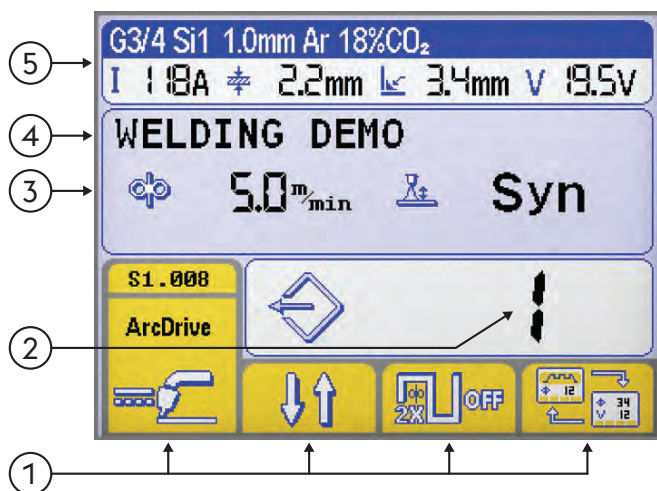 G3/4 Si1 1.0mm Ar 18%CO₂
5
I 118A 2.2mm 3.4mm V 19.5V
4
WELDING DEMO
3
5.0 m/min Syn
S1.008
1
ArcDrive
2
2X OFF
12
34
V 12
1